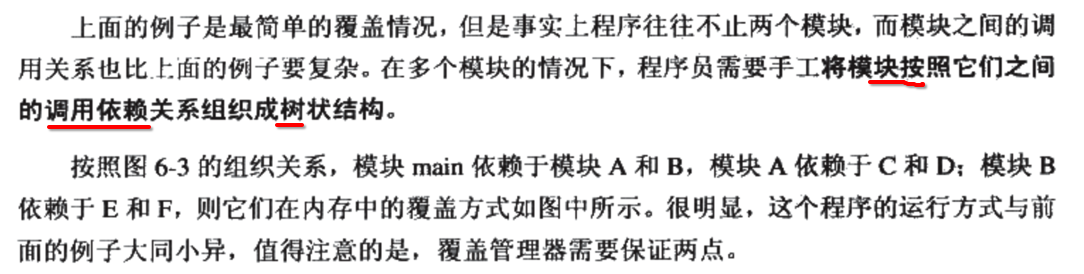 上面的例子是最简单的覆盖情况，但是事实上程序往往不止两个模块，而模块之间的调
用关系也比上面的例子要复杂。在多个模块的情况下，程序员需要手工将模块按照它们之间
的调用依赖关系组织成树状结构。
按照图 6-3 的组织关系，模块 main 依赖于模块 A 和 B，模块 A 依赖于 C 和 D；模块 B
依赖于 E 和 F，则它们在内存中的覆盖方式如图中所示。很明显，这个程序的运行方式与前
面的例子大同小异，值得注意的是，覆盖管理器需要保证两点。